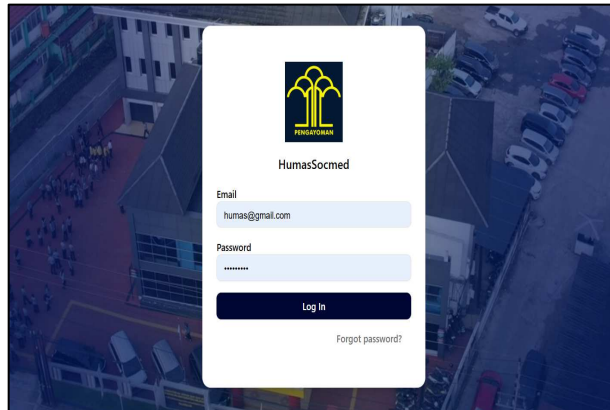 PENGAYOMAN
HumasSocmed
Email
humas@gmail.com
Password
•••••••••
Log In
Forgot password?